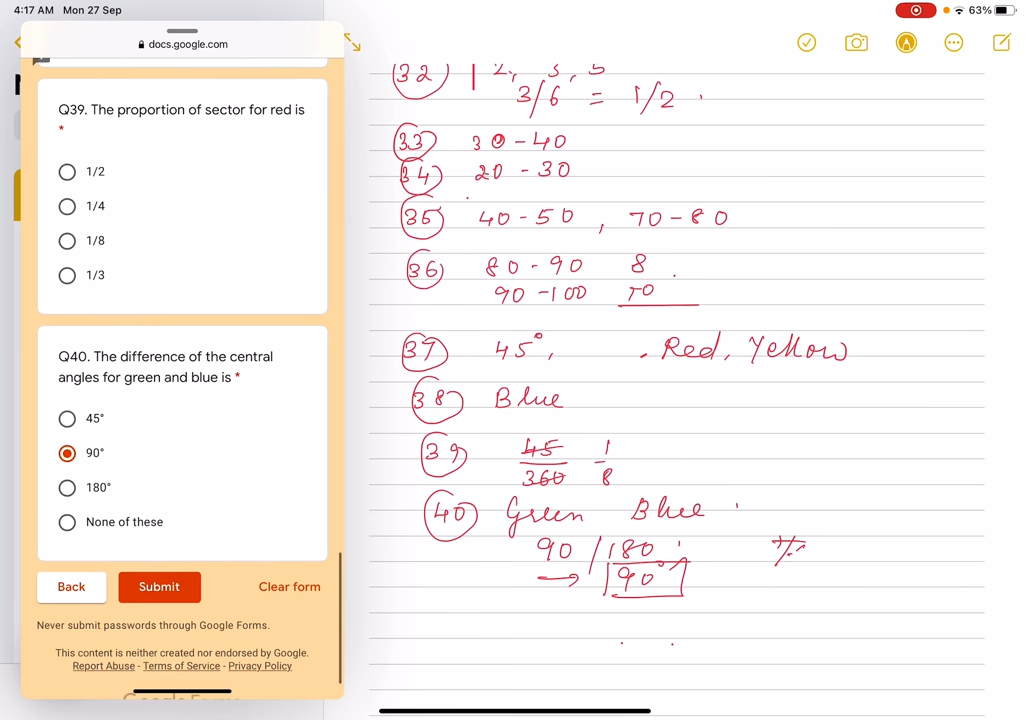 4:17 AM Mon 27 Sep
63%
docs.google.com
Q39. The proportion of sector for red is
*
1/2
1/4
1/8
1/3
Q40. The difference of the central
angles for green and blue is *
45°
90°
180°
None of these
Back Submit Clear form
Never submit passwords through Google Forms.
This content is neither created nor endorsed by Google.
Report Abuse - Terms of Service - Privacy Policy
32
3/6 = 1/2
33 30-40
34 20-30
35 40-50, 70-80
36 80-90 8
90-100 10
37 45°, Red, Yellow
38 Blue
39 45/360 1/8
40 Green Blue
90 / 180
→ 90°